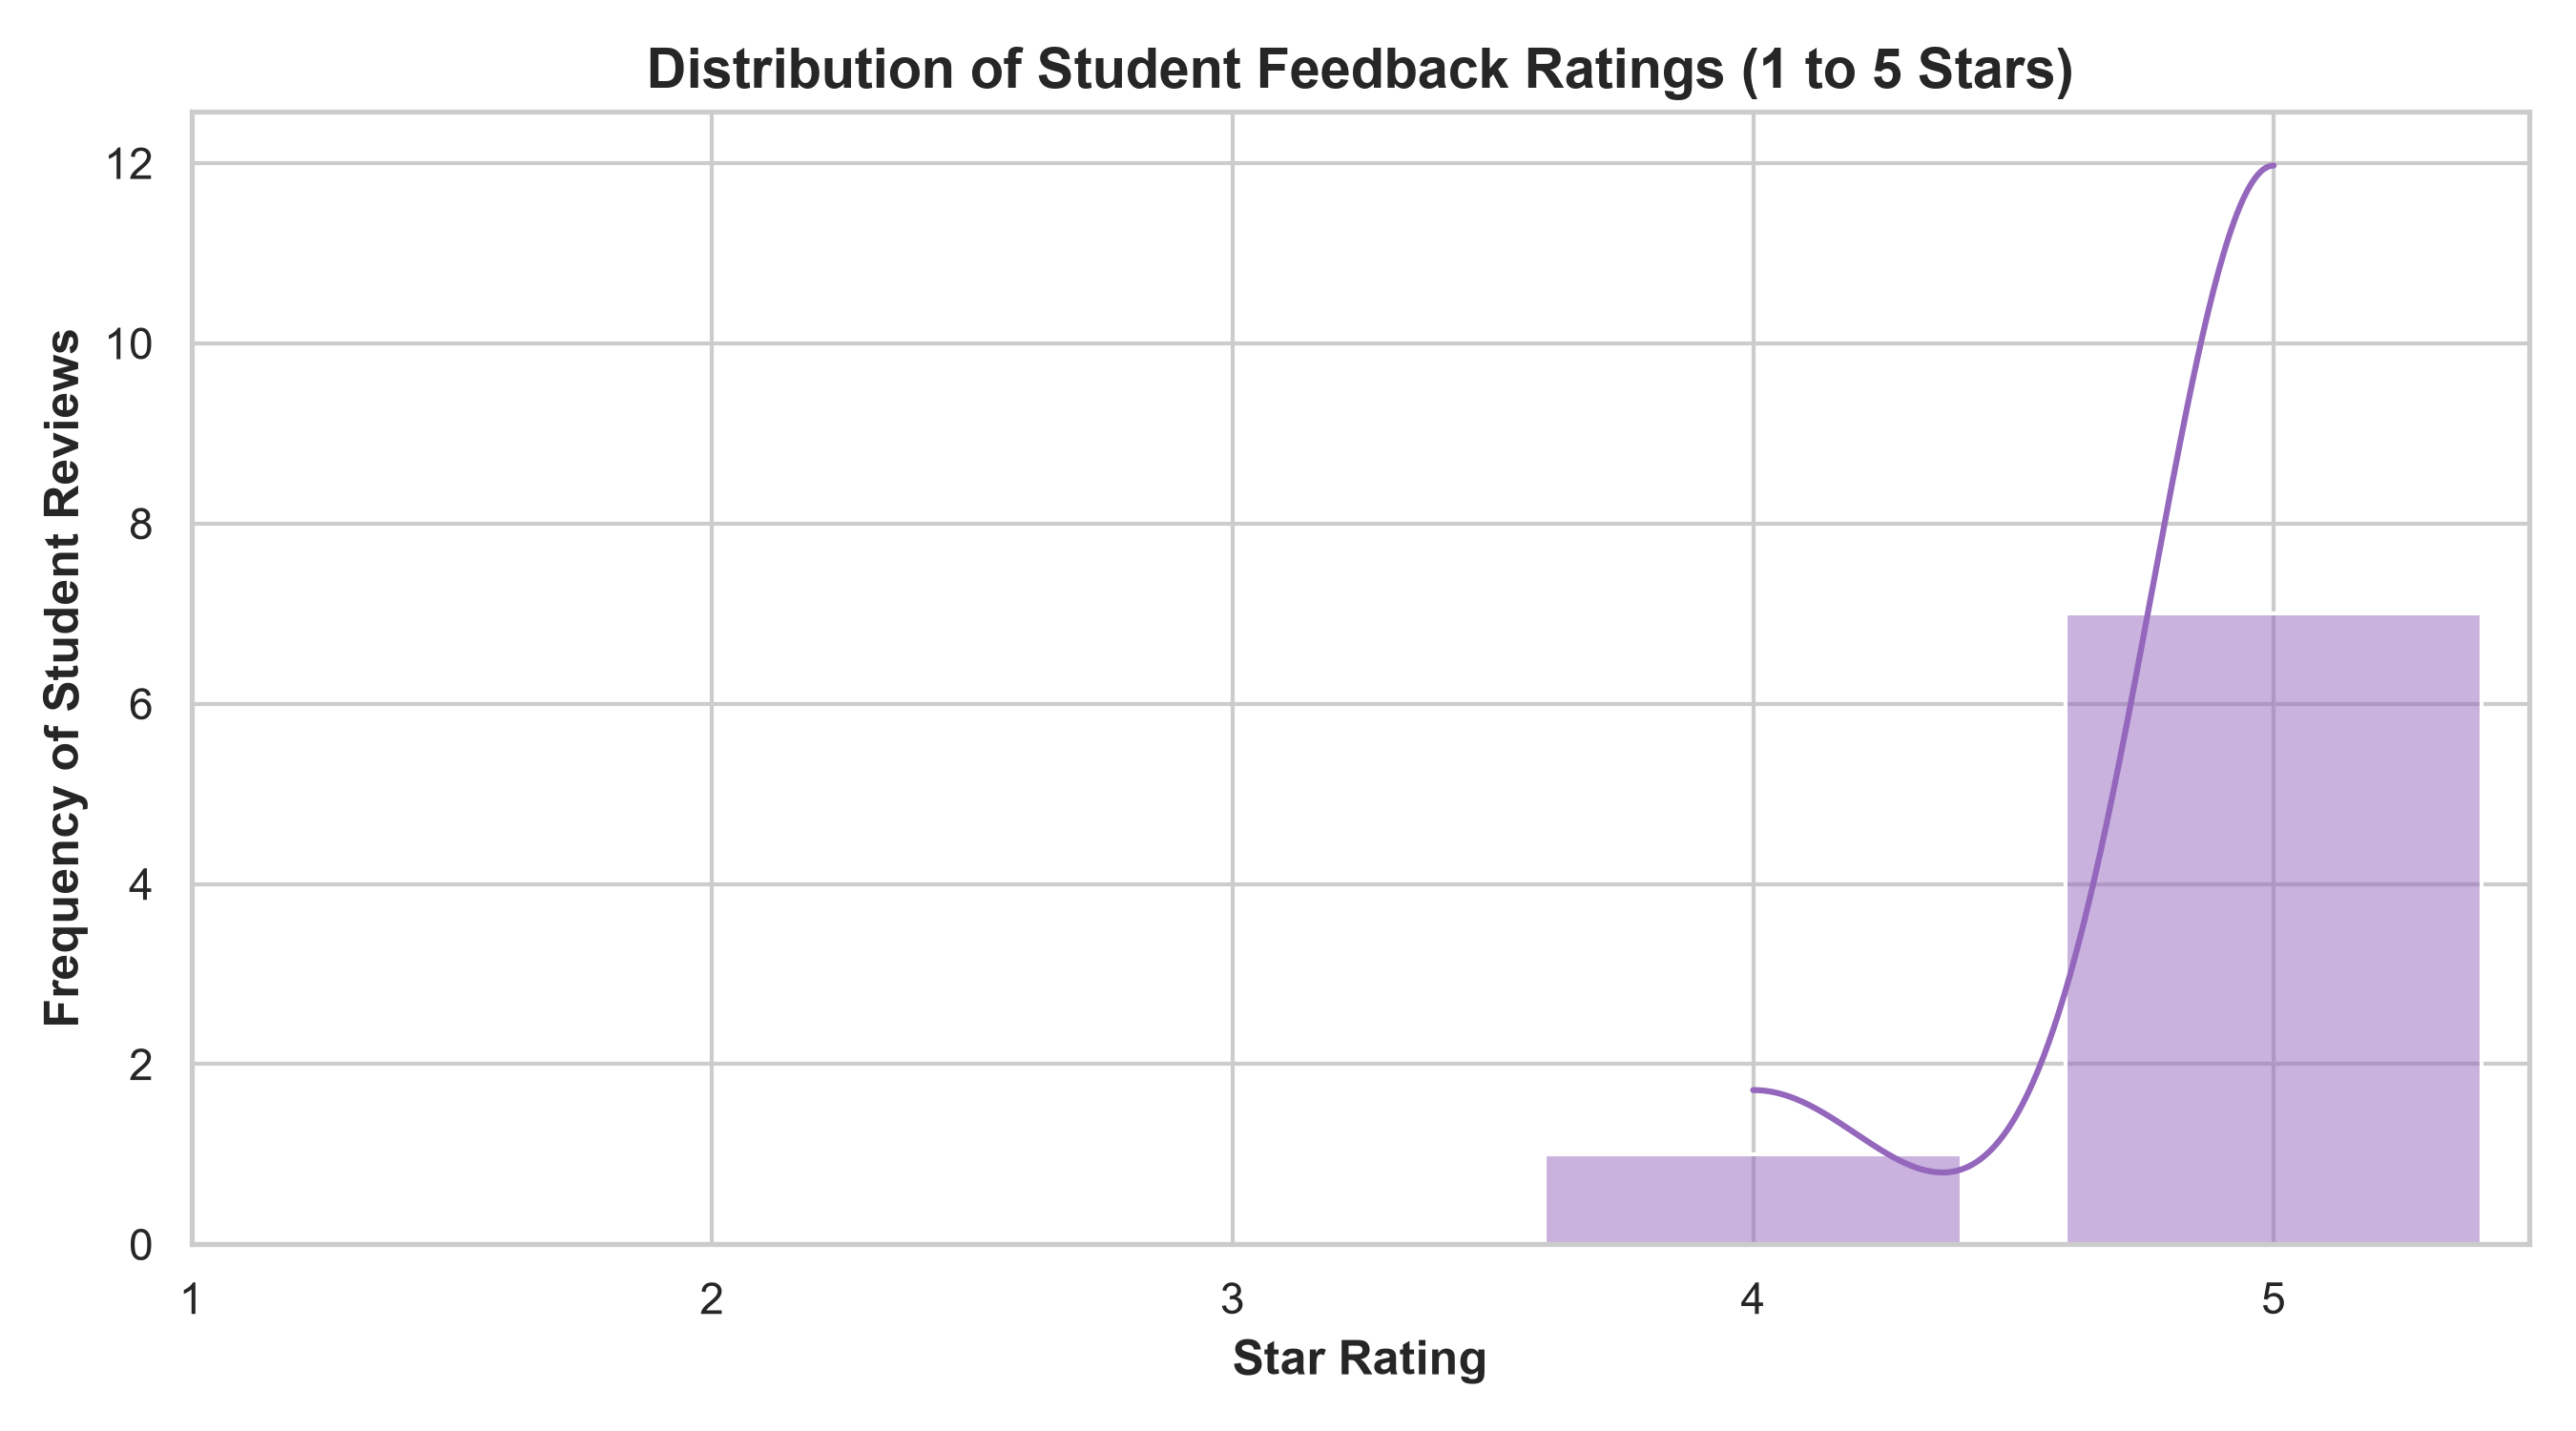 Distribution of Student Feedback Ratings (1 to 5 Stars)
Frequency of Student Reviews
12
10
8
6
4
2
0
1 2 3 4 5
Star Rating